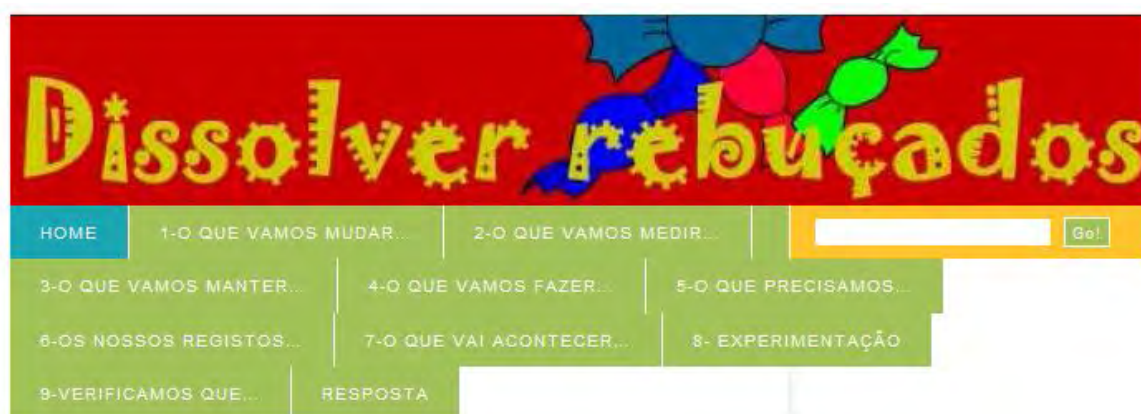 Dissolver rebuçados
HOME 1-O QUE VAMOS MUDAR... 2-O QUE VAMOS MEDIR... Go!
3-O QUE VAMOS MANTER... 4-O QUE VAMOS FAZER... 5-O QUE PRECISAMOS...
6-OS NOSSOS REGISTOS... 7-O QUE VAI ACONTECER... 8- EXPERIMENTAÇÃO
9-VERIFICAMOS QUE... RESPOSTA